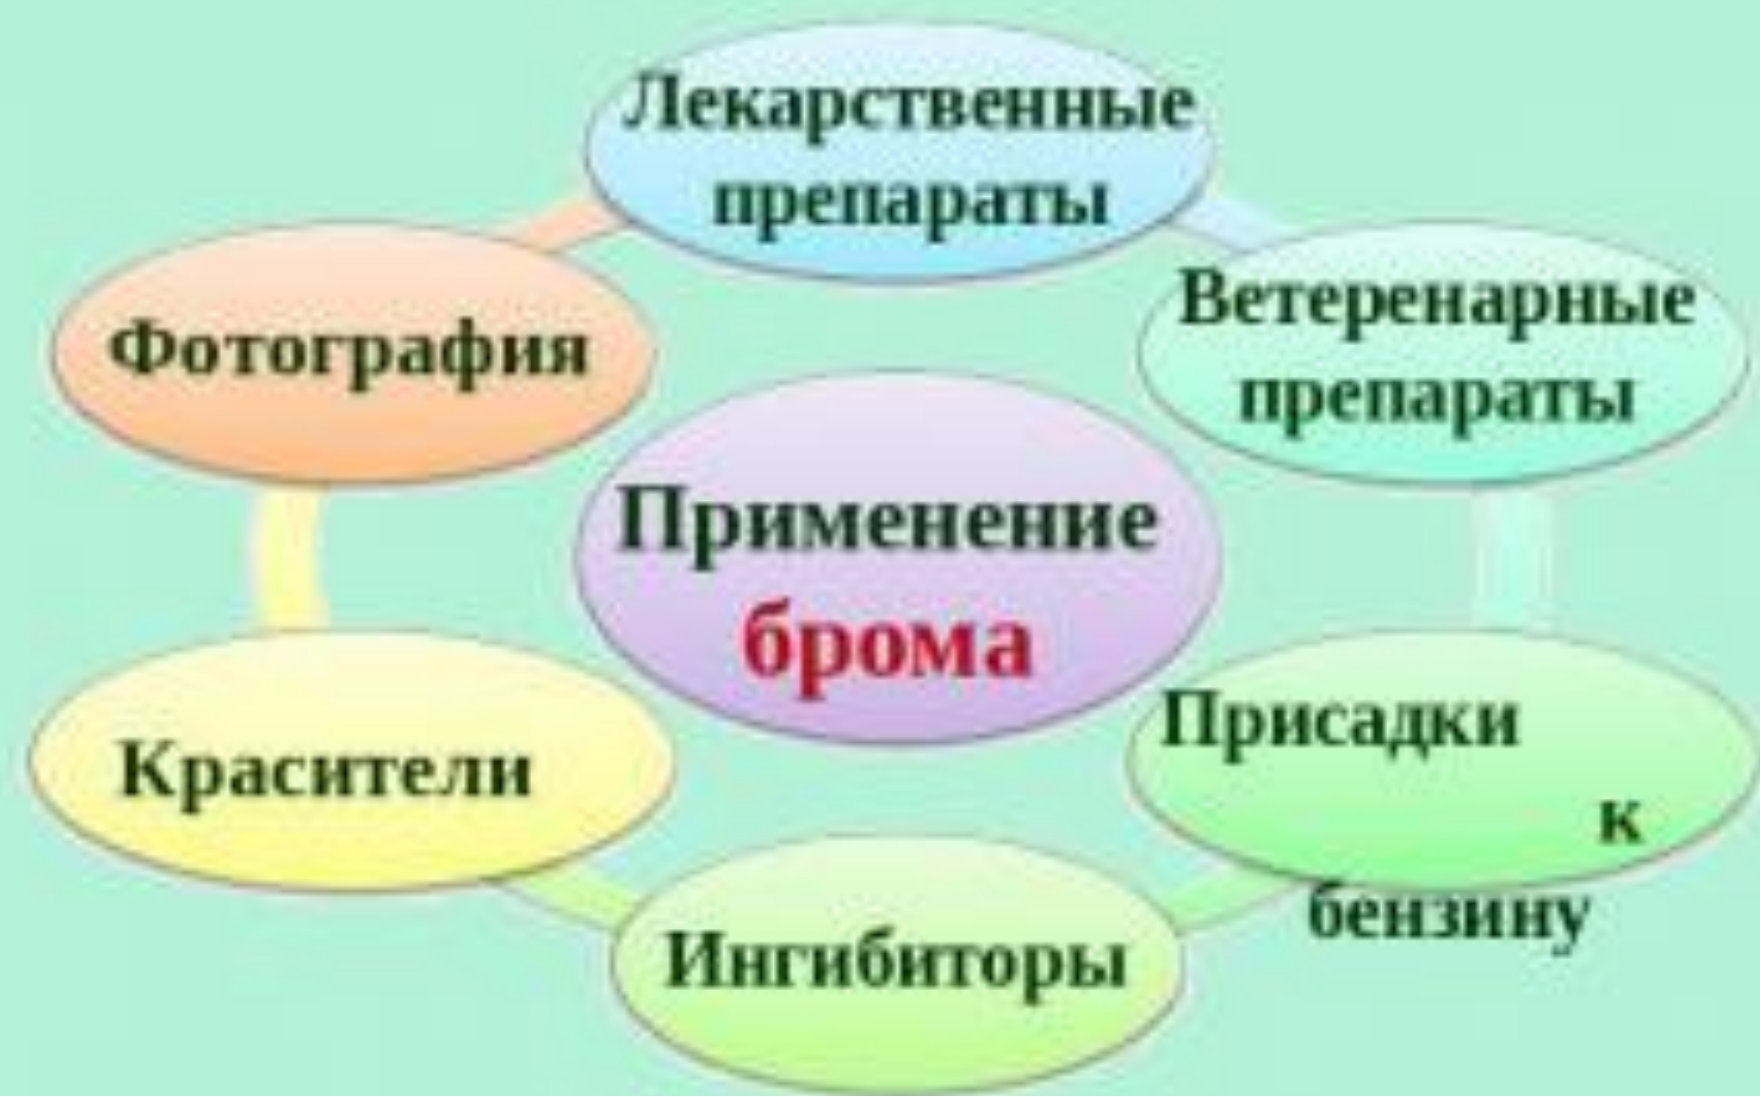 Лекарственные
препараты
Фотография
Ветеренарные
препараты
Применение
брома
Красители
Присадки
к
бензину
Ингибиторы